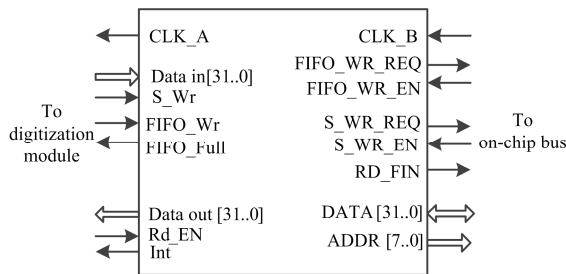 CLK_A
CLK_B
FIFO_WR_REQ
Data in[31..0]
FIFO_WR_EN
S_Wr
To
digitization
module
FIFO_Wr
FIFO_Full
S_WR_REQ
S_WR_EN
RD_FIN
To
on-chip bus
Data out [31..0]
DATA [31..0]
Rd_EN
ADDR [7..0]
Int